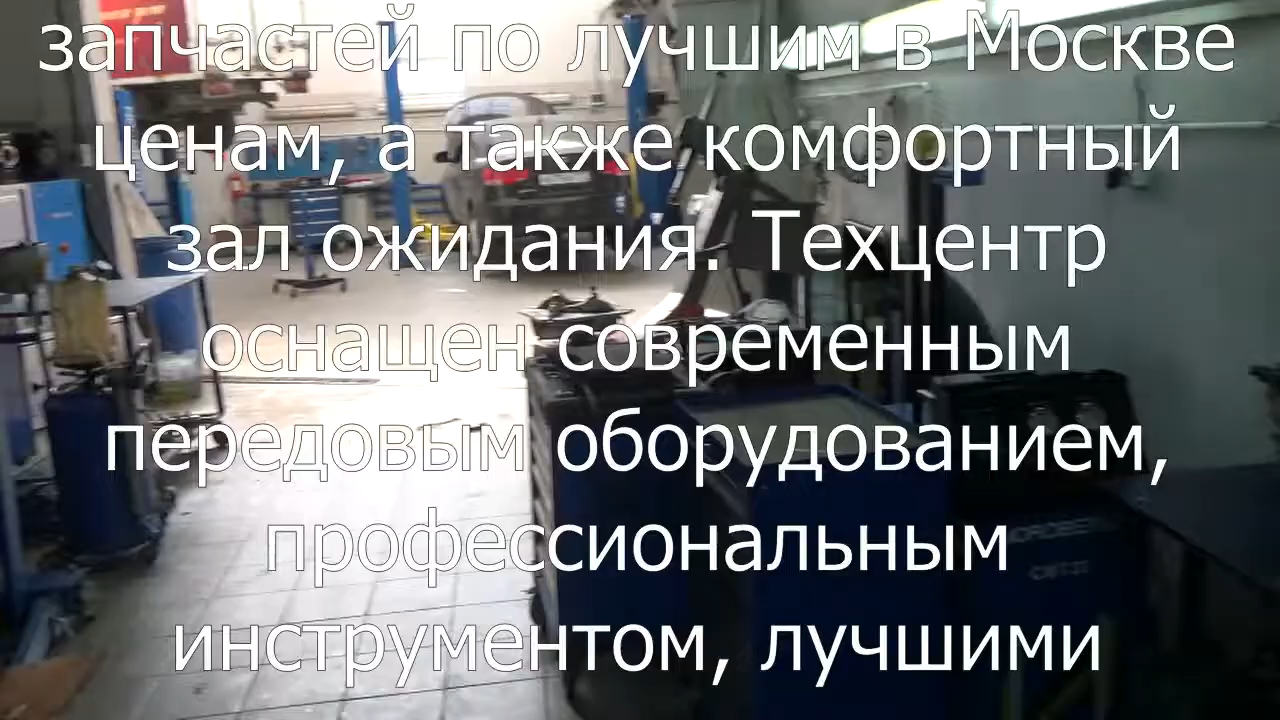 запчастей по лучшим в Москве
ценам, а также комфортный
зал ожидания. Техцентр
оснащен современным
передовым оборудованием,
профессиональным
инструментом, лучшими